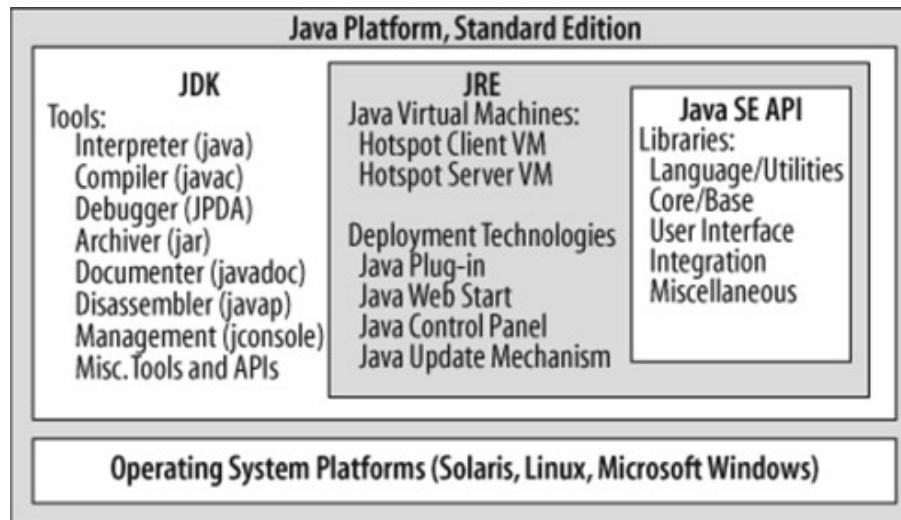 Java Platform, Standard Edition
JDK
Tools:
Interpreter (java)
Compiler (javac)
Debugger (JPDA)
Archiver (jar)
Documenter (javadoc)
Disassembler (javap)
Management (jconsole)
Misc. Tools and APIs
JRE
Java Virtual Machines:
Hotspot Client VM
Hotspot Server VM
Deployment Technologies
Java Plug-in
Java Web Start
Java Control Panel
Java Update Mechanism
Java SE API
Libraries:
Language/Utilities
Core/Base
User Interface
Integration
Miscellaneous
Operating System Platforms (Solaris, Linux, Microsoft Windows)